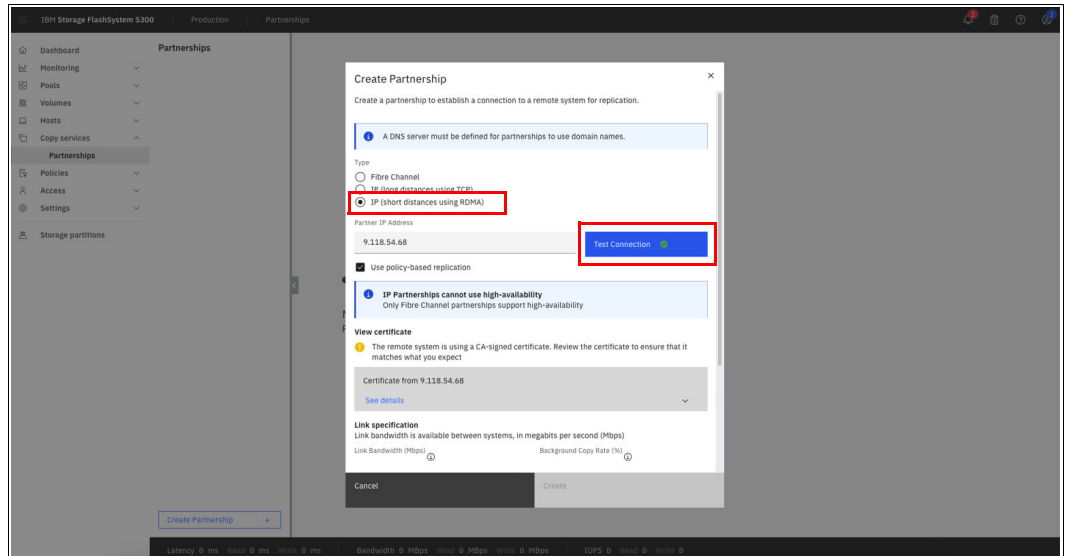 IBM Storage FlashSystem 5300 Production Partnerships
Dashboard
Monitoring
Pools
Volumes
Hosts
Copy services
Partnerships
Policies
Access
Settings
Storage partitions
Partnerships
Create Partnership
Create Partnership
Create a partnership to establish a connection to a remote system for replication.
A DNS server must be defined for partnerships to use domain names.
Type
Fibre Channel
IP (long distances using TCP)
IP (short distances using RDMA)
Partner IP Address
9.118.54.68
Test Connection
Use policy-based replication
IP Partnerships cannot use high-availability
Only Fibre Channel partnerships support high-availability
View certificate
The remote system is using a CA-signed certificate. Review the certificate to ensure that it
matches what you expect
Certificate from 9.118.54.68
See details
Link specification
Link bandwidth is available between systems, in megabits per second (Mbps)
Link Bandwidth (Mbps) Background Copy Rate (%)
Cancel Create
Latency 0 ms Read 0 ms Write 0 ms Bandwidth 0 MBps Read 0 MBps Write 0 MBps IOPS 0 Read 0 Write 0